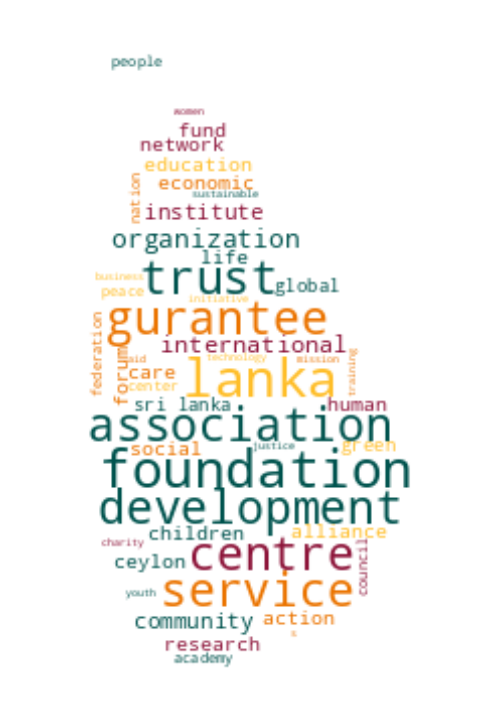 people
women
fund
network
education
economic
sustainable
nation
institute
organization
life
trust
global
business
peace
initiative
gurantee
international
federation
forum
aid
technology
mission
training
care
center
lanka
sri lanka
human
association
social
justice
green
foundation
development
children
alliance
charity
centre
council
ceylon
youth
service
community
action
s
research
academy